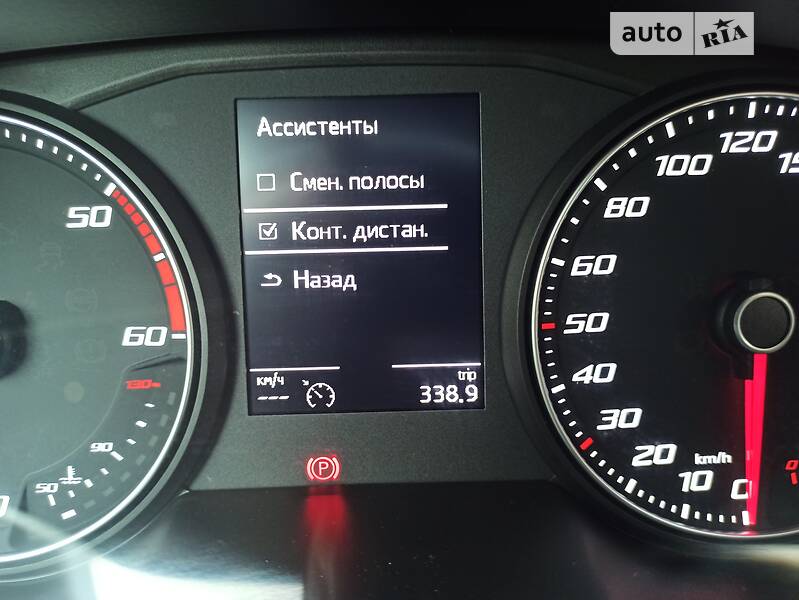 auto RIA
Ассистенты
Смен. полосы
Конт. дистан.
Назад
км/ч
---
trip
338.9
50
60
130
90
50
P
120
100
80
60
50
40
30
20
10
0
km/h